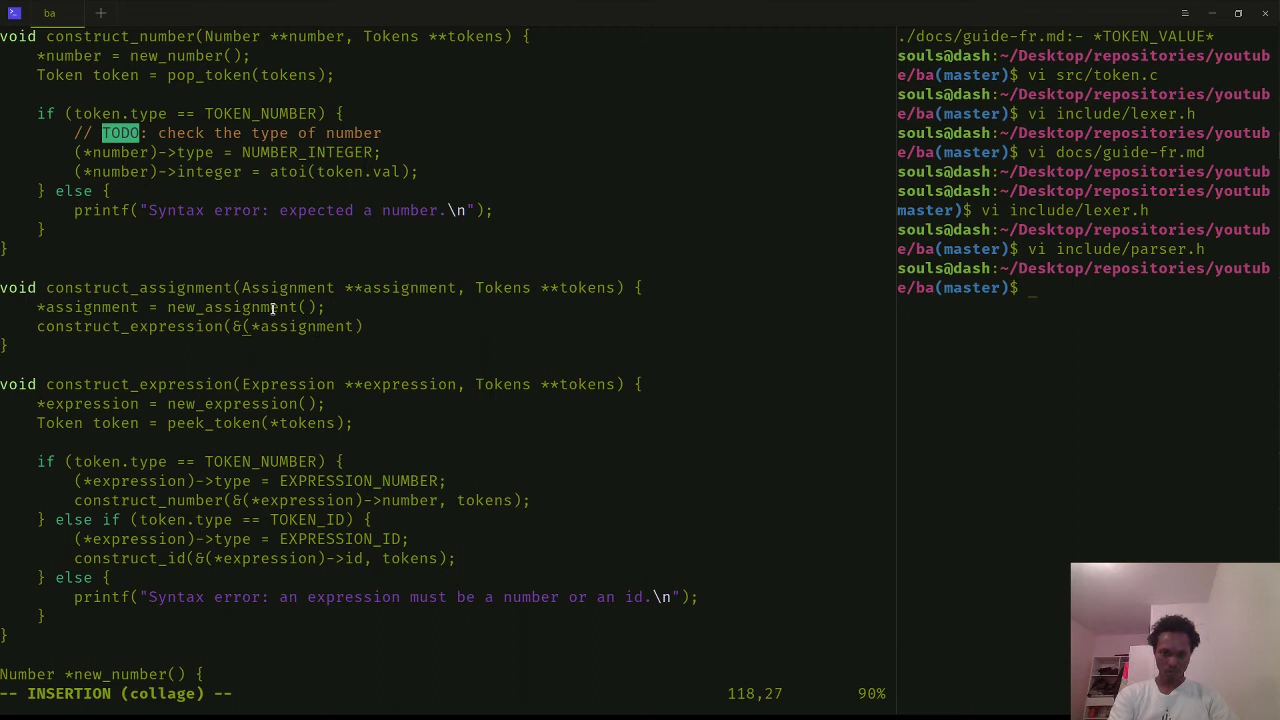 ba
void construct_number(Number **number, Tokens **tokens) {
*number = new_number();
Token token = pop_token(tokens);
if (token.type == TOKEN_NUMBER) {
// TODO: check the type of number
(*number)->type = NUMBER_INTEGER;
(*number)->integer = atoi(token.val);
} else {
printf("Syntax error: expected a number.\n");
}
}
void construct_assignment(Assignment **assignment, Tokens **tokens) {
*assignment = new_assignment();
construct_expression(&(*assignment)
}
void construct_expression(Expression **expression, Tokens **tokens) {
*expression = new_expression();
Token token = peek_token(*tokens);
if (token.type == TOKEN_NUMBER) {
(*expression)->type = EXPRESSION_NUMBER;
construct_number(&(*expression)->number, tokens);
} else if (token.type == TOKEN_ID) {
(*expression)->type = EXPRESSION_ID;
construct_id(&(*expression)->id, tokens);
} else {
printf("Syntax error: an expression must be a number or an id.\n");
}
}
Number *new_number() {
-- INSERTION (collage) -- 118,27 90%
./docs/guide-fr.md:- *TOKEN_VALUE*
souls@dash:~/Desktop/repositories/youtub
e/ba(master)$ vi src/token.c
souls@dash:~/Desktop/repositories/youtub
e/ba(master)$ vi include/lexer.h
souls@dash:~/Desktop/repositories/youtub
e/ba(master)$ vi docs/guide-fr.md
souls@dash:~/Desktop/repositories/youtub
souls@dash:~/Desktop/repositories/youtub
master)$ vi include/lexer.h
souls@dash:~/Desktop/repositories/youtub
e/ba(master)$ vi include/parser.h
souls@dash:~/Desktop/repositories/youtub
e/ba(master)$ _